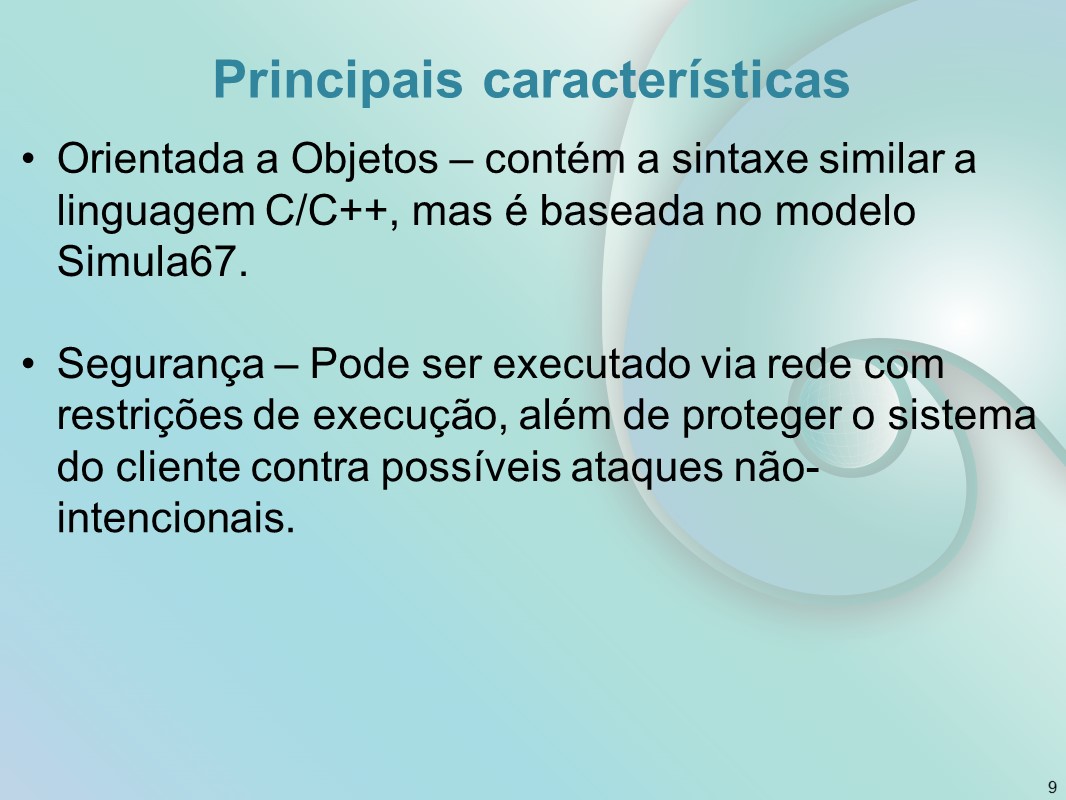 Principais características
• Orientada a Objetos – contém a sintaxe similar a
linguagem C/C++, mas é baseada no modelo
Simula67.
• Segurança – Pode ser executado via rede com
restrições de execução, além de proteger o sistema
do cliente contra possíveis ataques não-
intencionais.
9